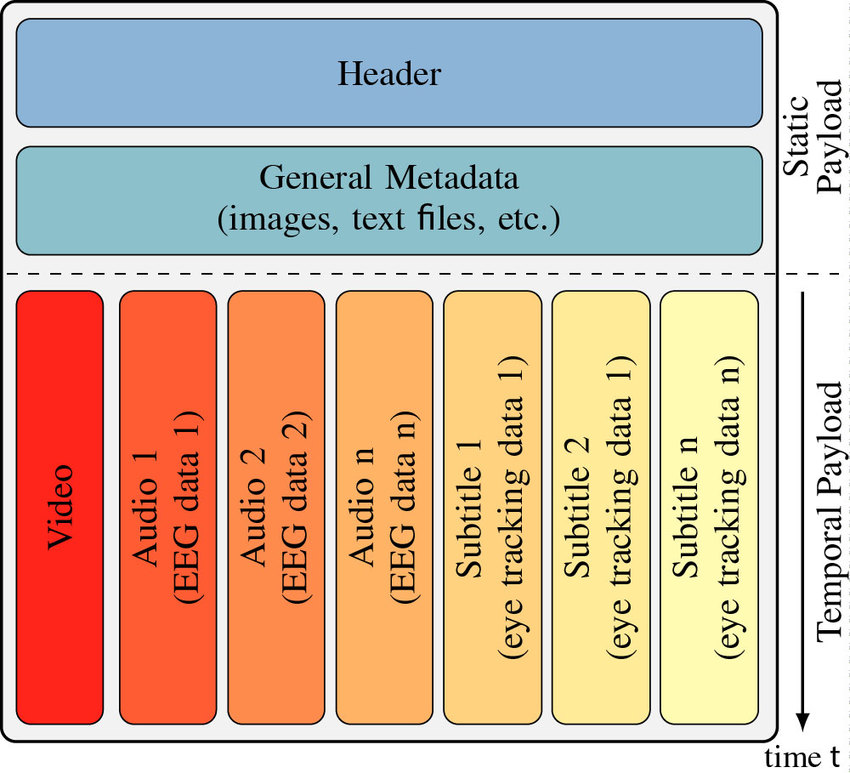 Header
General Metadata
(images, text files, etc.)
Static
Payload
Video
Audio 1
(EEG data 1)
Audio 2
(EEG data 2)
Audio n
(EEG data n)
Subtitle 1
(eye tracking data 1)
Subtitle 2
(eye tracking data 1)
Subtitle n
(eye tracking data n)
Temporal Payload
time t